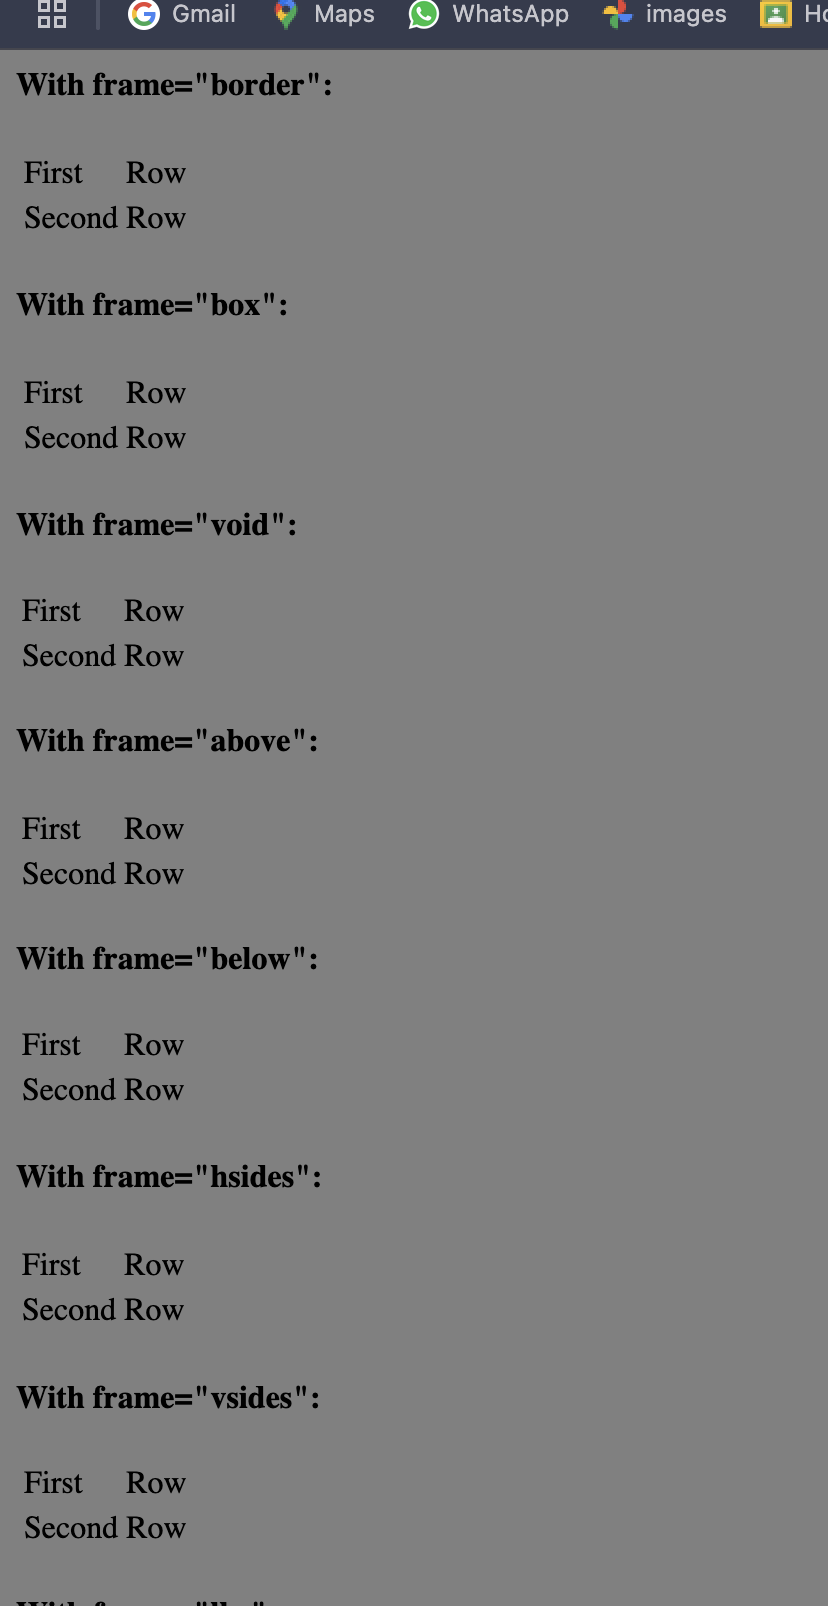 Gmail Maps WhatsApp images
With frame="border":
First Row
Second Row
With frame="box":
First Row
Second Row
With frame="void":
First Row
Second Row
With frame="above":
First Row
Second Row
With frame="below":
First Row
Second Row
With frame="hsides":
First Row
Second Row
With frame="vsides":
First Row
Second Row